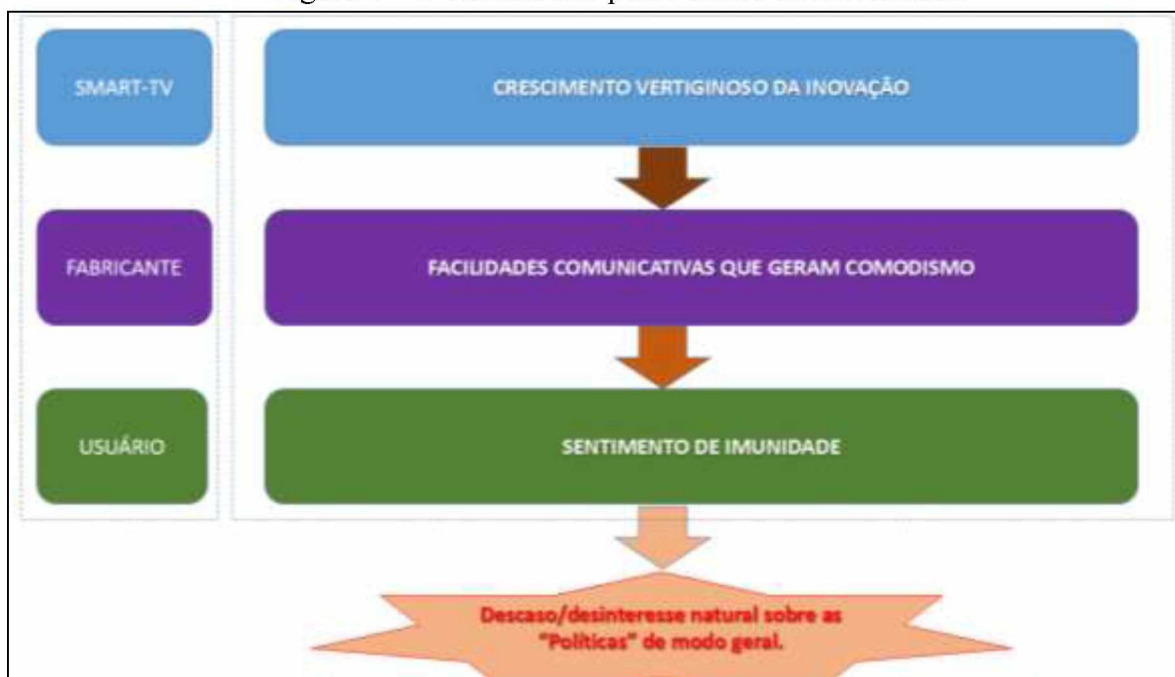 SMART-TV
CRESCIMENTO VERTIGINOSO DA INOVAÇÃO
FABRICANTE
FACILIDADES COMUNICATIVAS QUE GERAM COMODISMO
USUÁRIO
SENTIMENTO DE IMUNIDADE
Descaso/desinteresse natural sobre as
"Políticas" de modo geral.